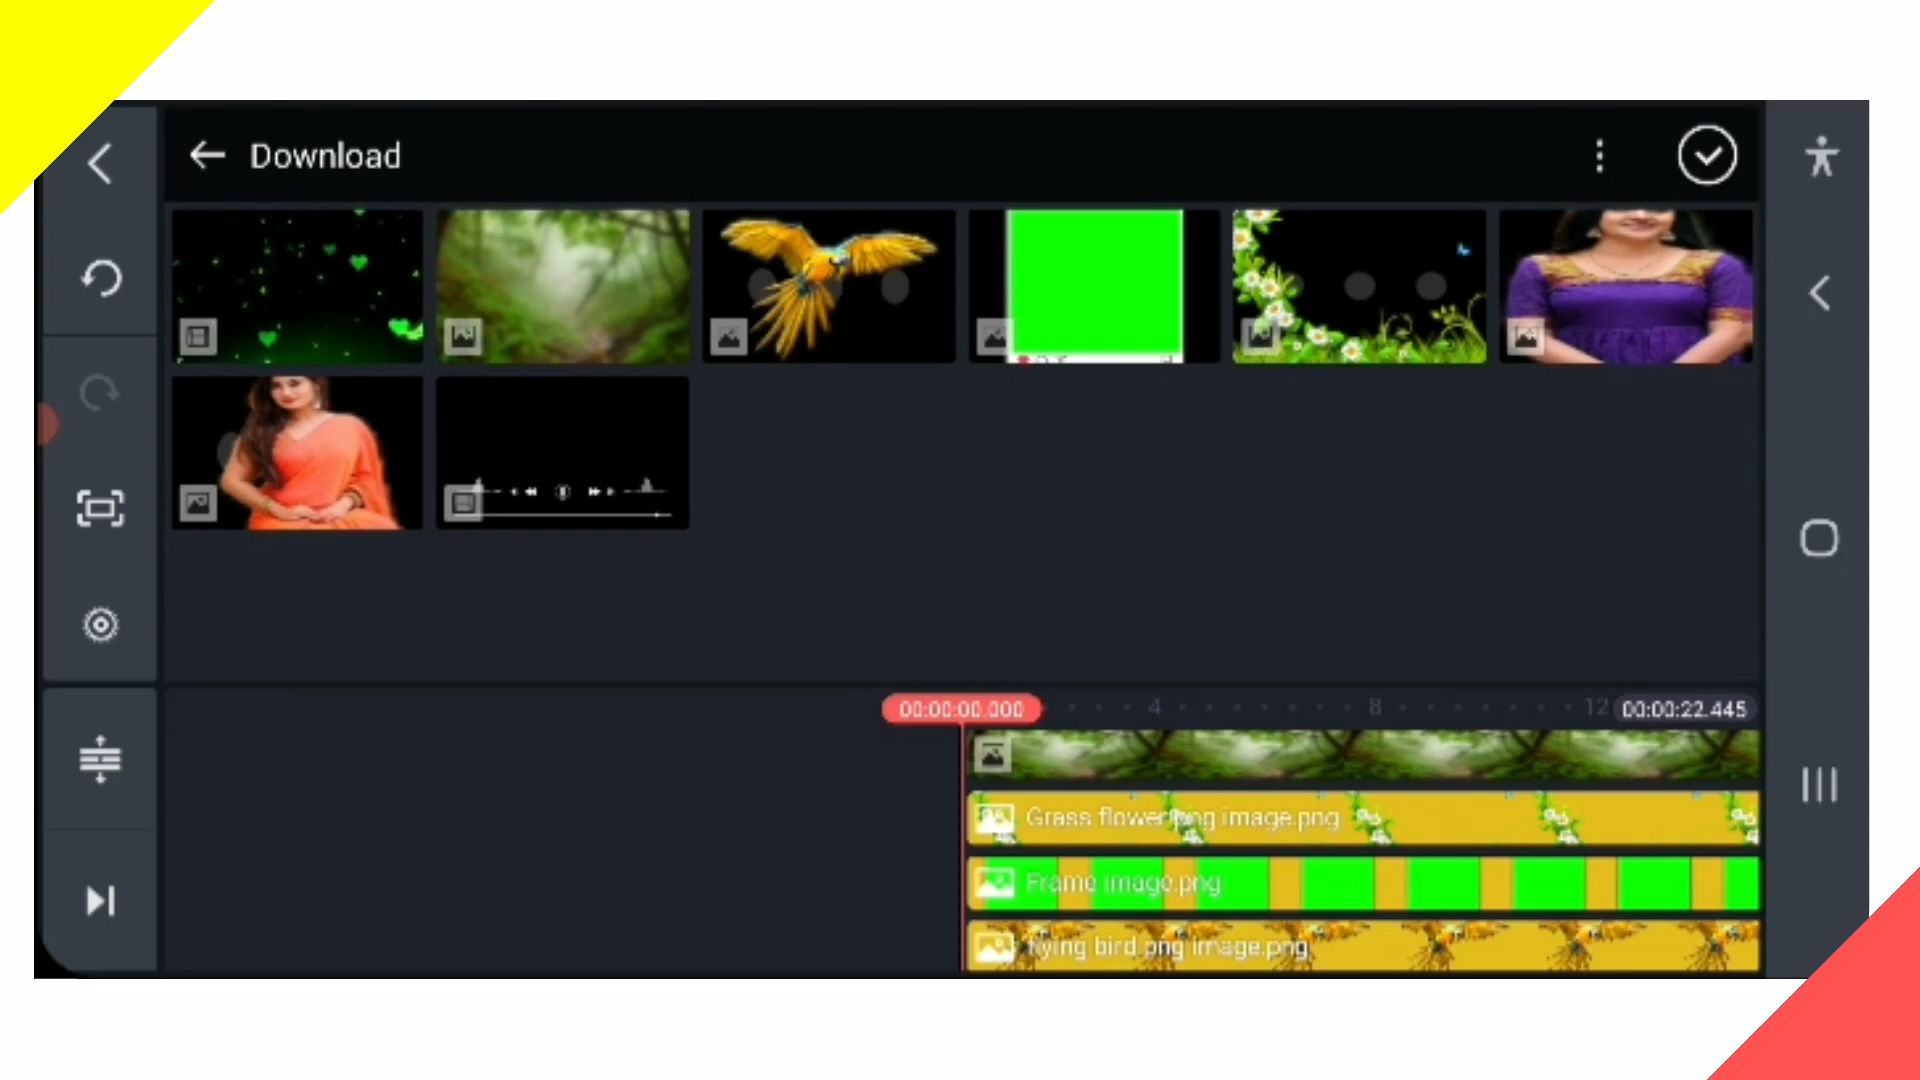 Download
00:00:00.000
4
8
12
00:00:22.445
Grass flower png image.png
Frame image.png
flying bird png image.png